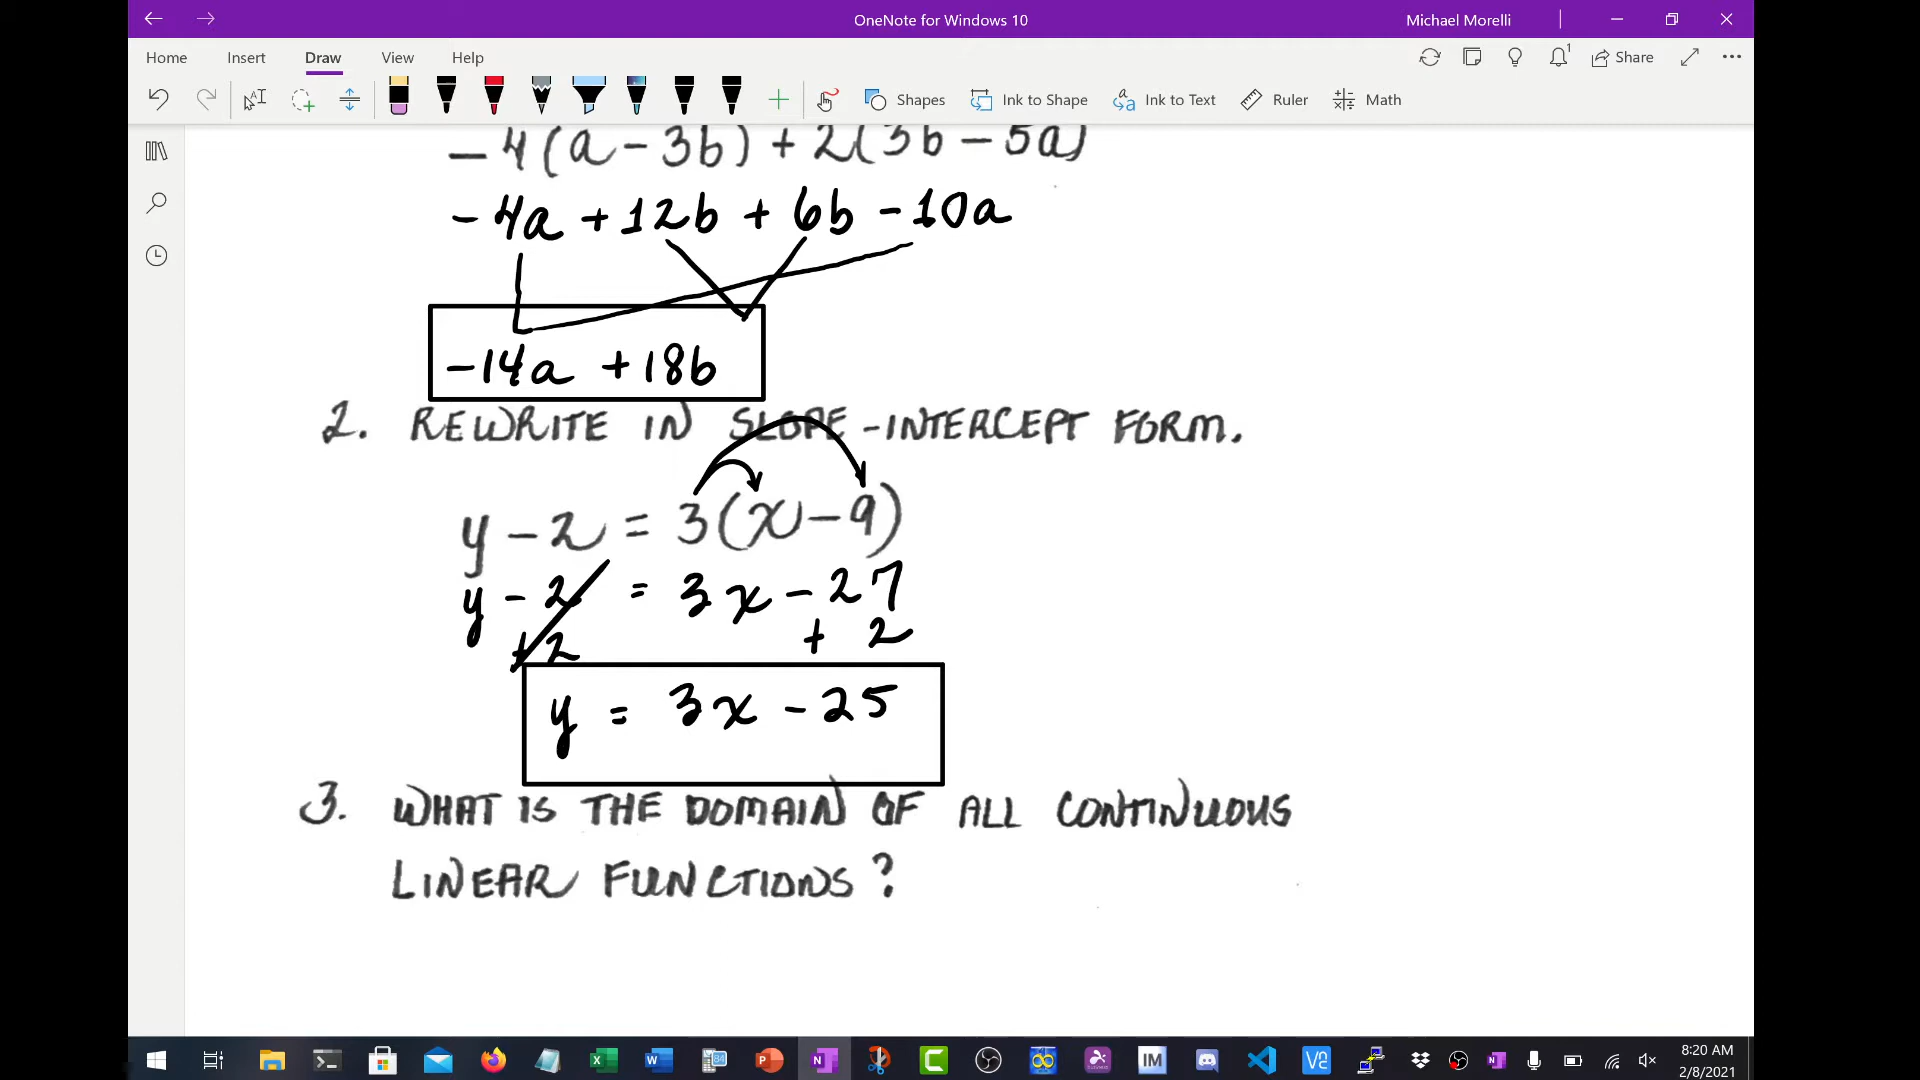 OneNote for Windows 10
Michael Morelli
Home Insert Draw View Help
1 Share
Shapes Ink to Shape Ink to Text Ruler Math
-4(a-3b)+2(3b-5a)
-4a+12b+6b-10a
-14a+18b
2. REWRITE IN SLOPE-INTERCEPT FORM.
y-2=3(x-9)
y-2=3x-27
+2 +2
y=3x-25
3. WHAT IS THE DOMAIN OF ALL CONTINUOUS
LINEAR FUNCTIONS?
84 IM
8:20 AM
2/8/2021